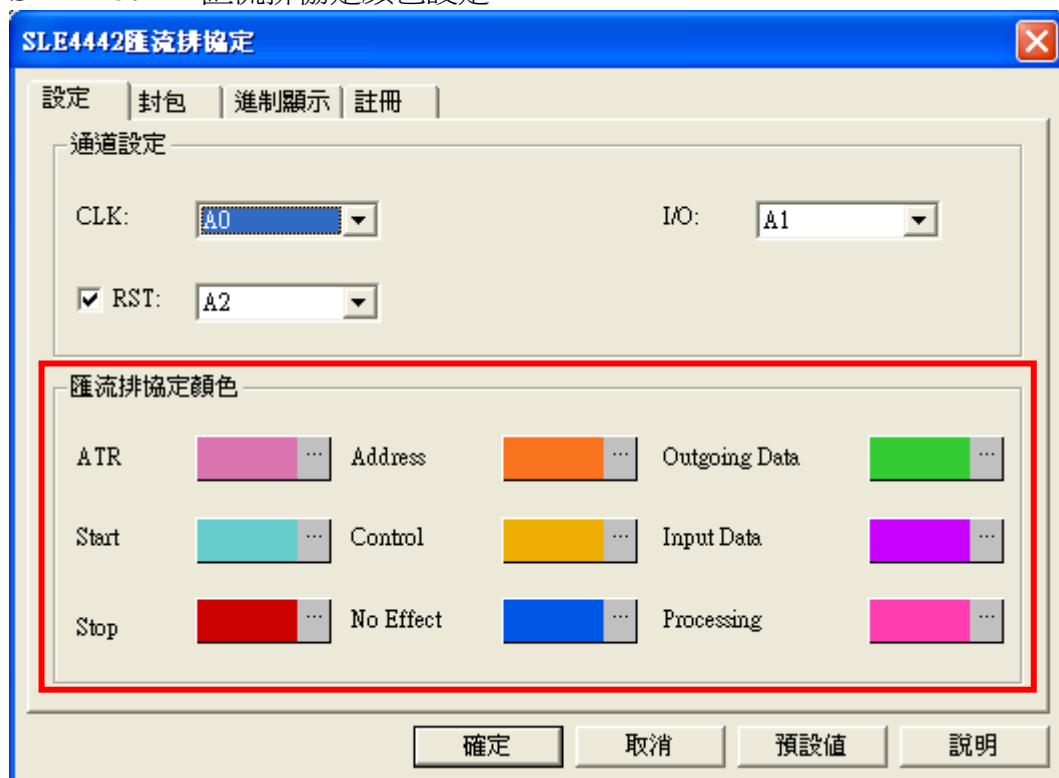 SLE4442匯流排協定
設定 封包 進制顯示 註冊
通道設定
CLK: A0 I/O: A1
RST: A2
匯流排協定顏色
ATR ... Address ... Outgoing Data ...
Start ... Control ... Input Data ...
Stop ... No Effect ... Processing ...
確定 取消 預設值 說明